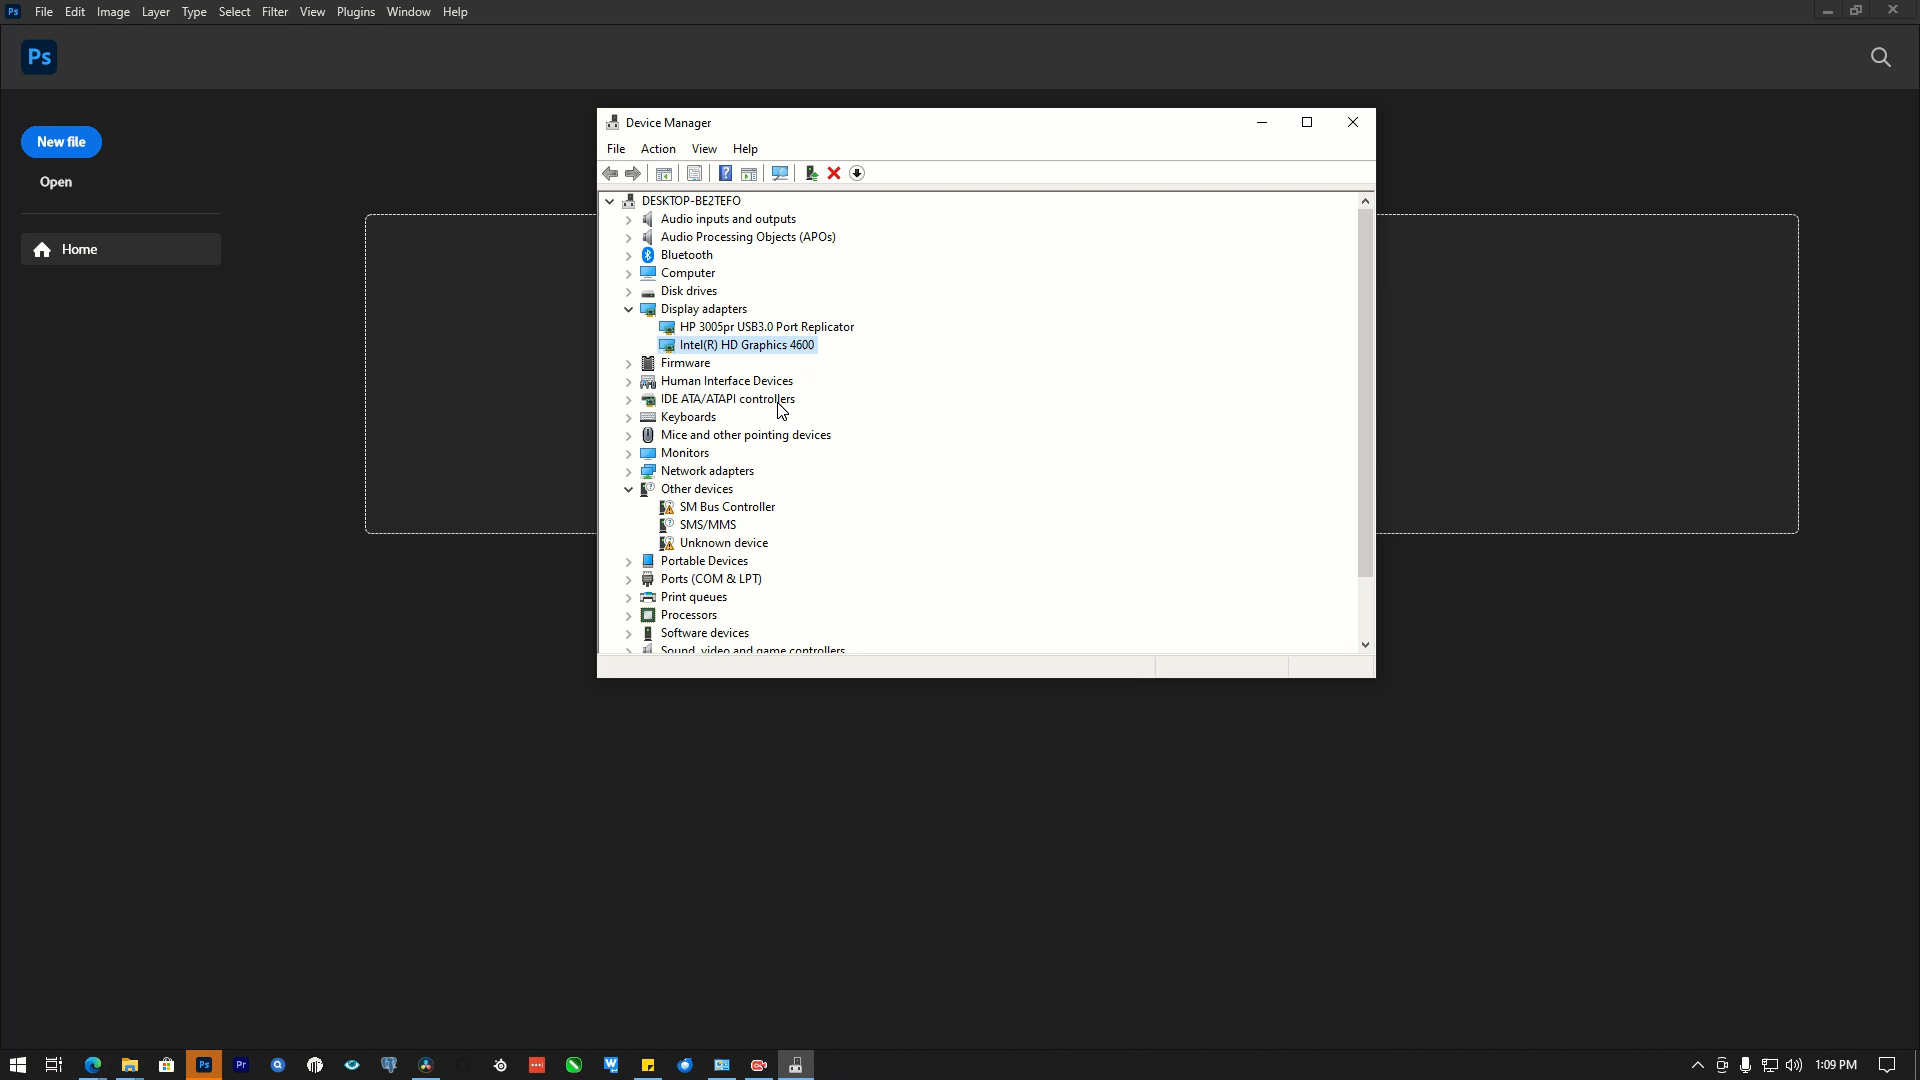 Ps
File Edit Image Layer Type Select Filter View Plugins Window Help
Ps
New file
Open
Home
Device Manager
File Action View Help
?
DESKTOP-BE2TEFO
Audio inputs and outputs
Audio Processing Objects (APOs)
Bluetooth
Computer
Disk drives
Display adapters
HP 3005pr USB3.0 Port Replicator
Intel(R) HD Graphics 4600
Firmware
Human Interface Devices
IDE ATA/ATAPI controllers
Keyboards
Mice and other pointing devices
Monitors
Network adapters
Other devices
SM Bus Controller
SMS/MMS
Unknown device
Portable Devices
Ports (COM & LPT)
Print queues
Processors
Software devices
Sound, video and game controllers
Ps Pr
1:09 PM